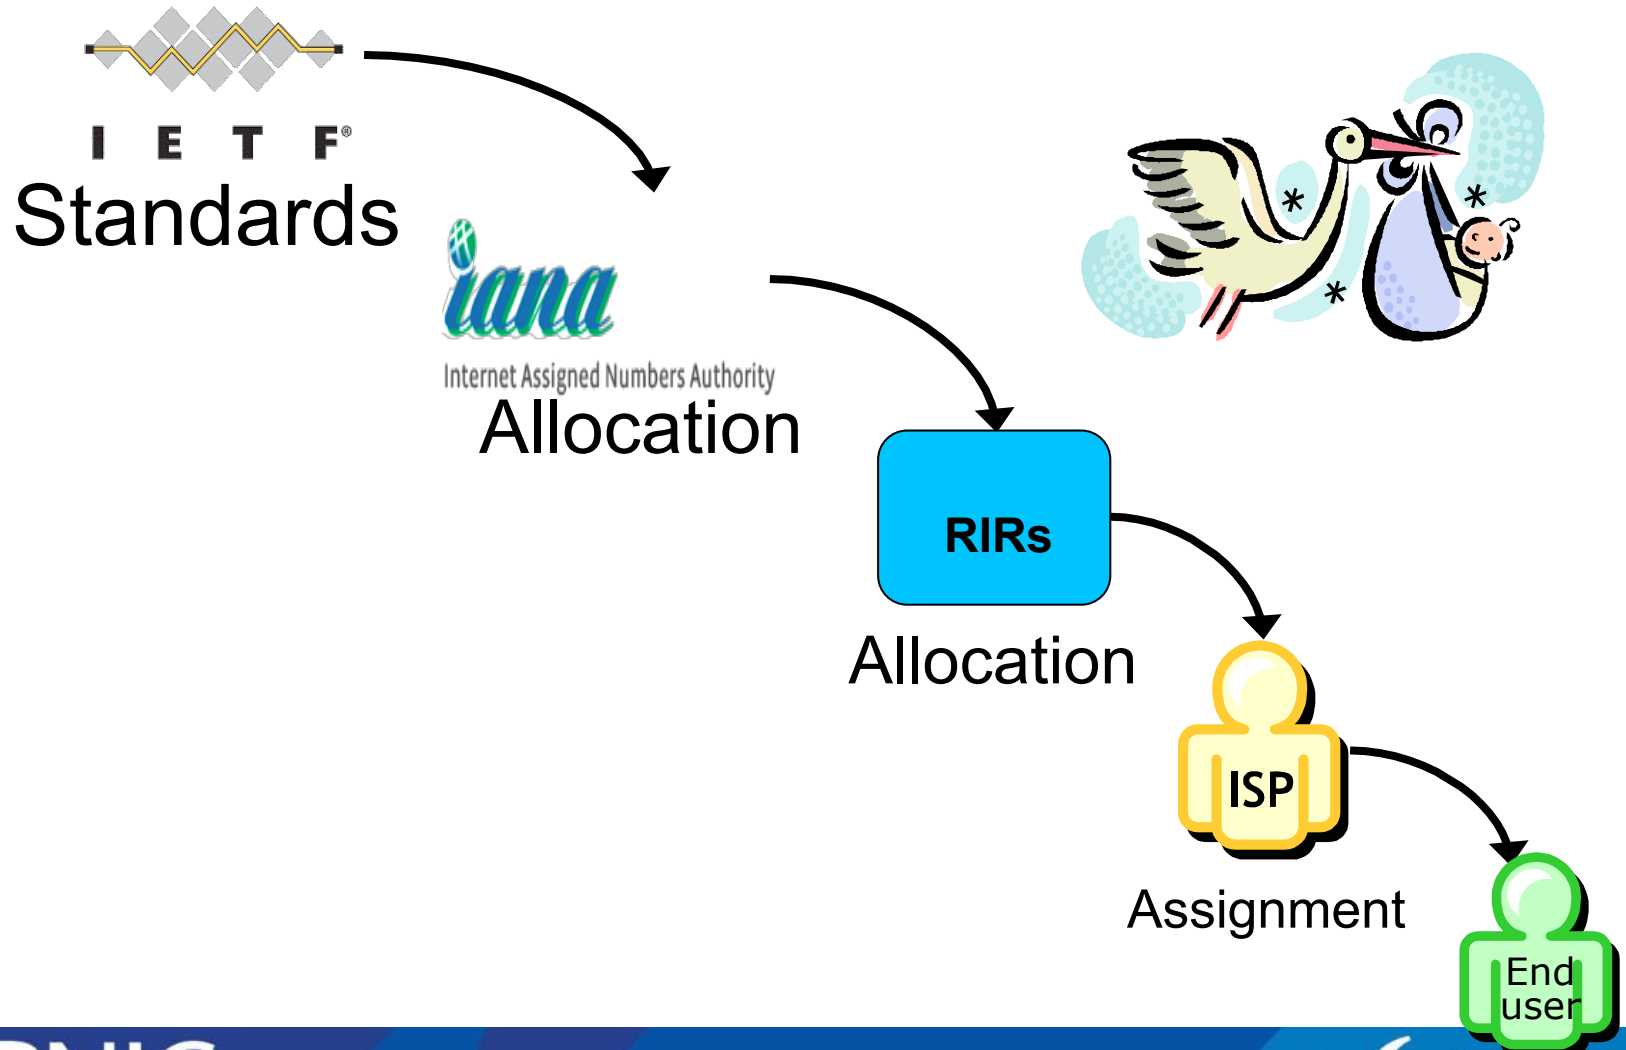 I E T F®
Standards
iana
Internet Assigned Numbers Authority
Allocation
RIRs
Allocation
ISP
Assignment
End
user